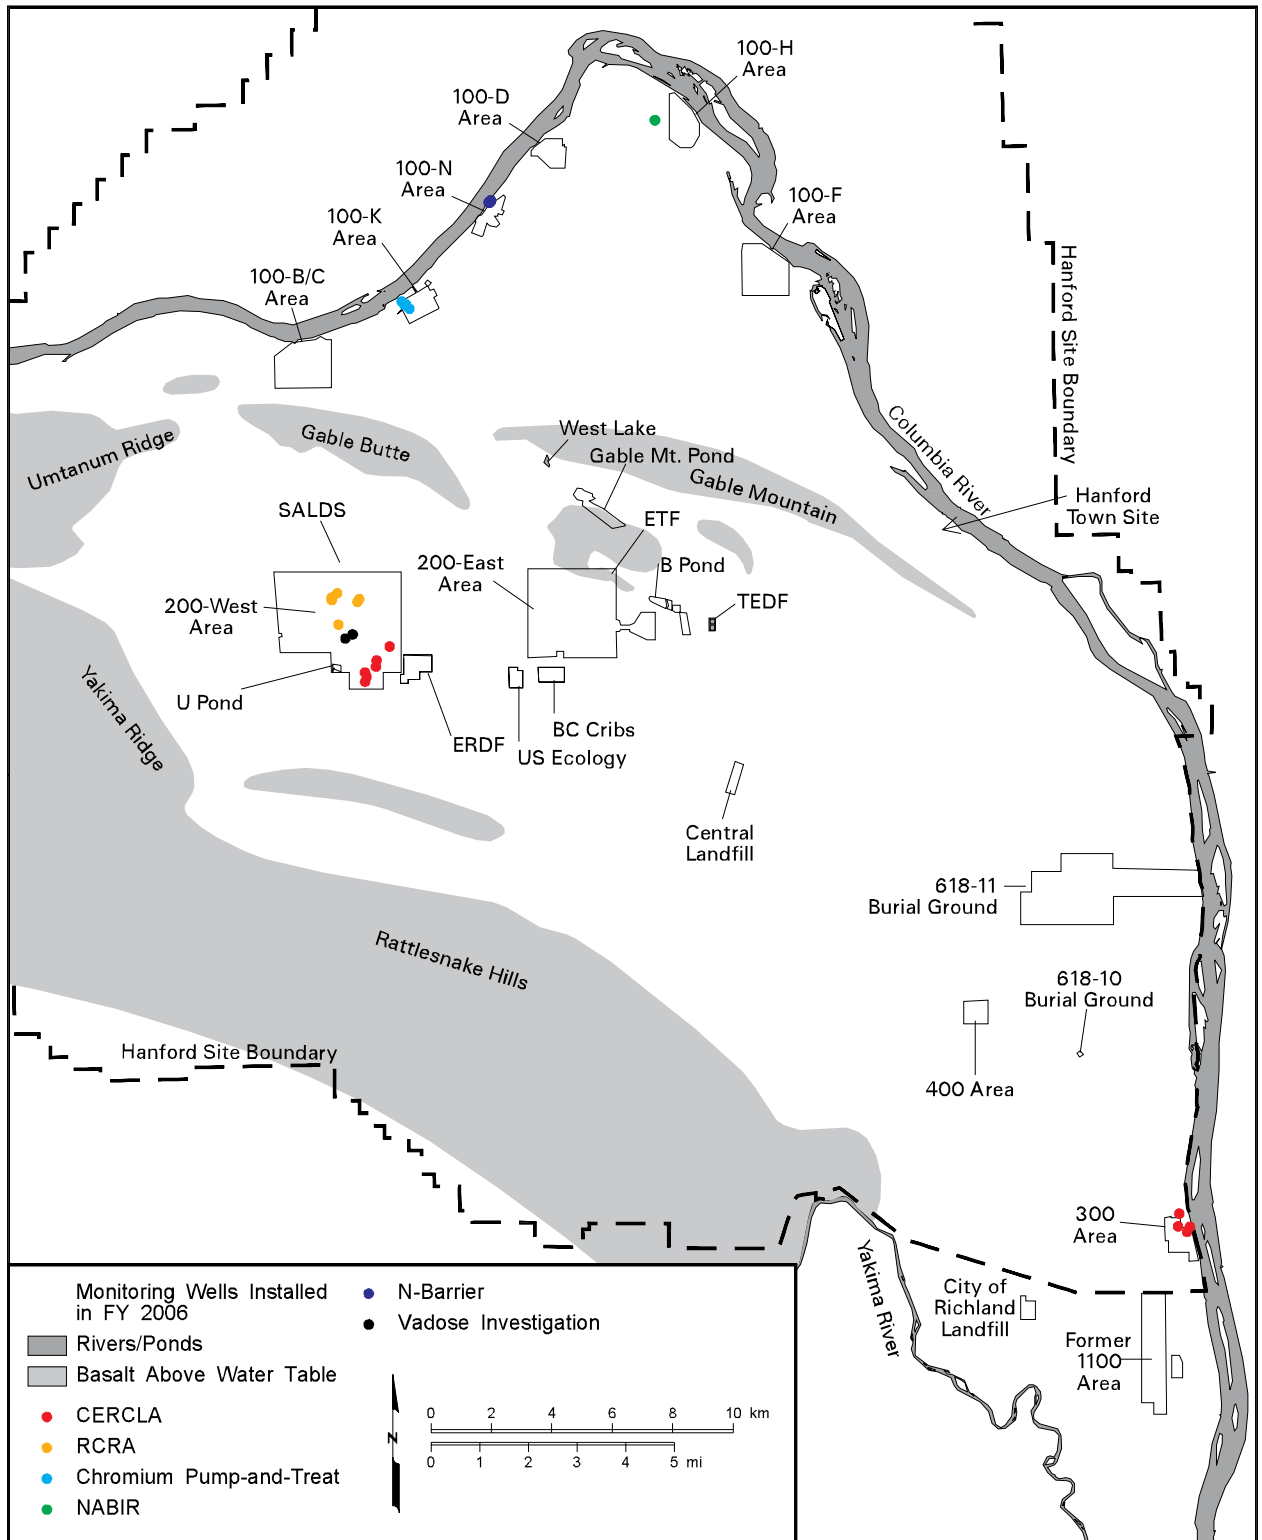 100-H
Area
100-D
Area
100-N
Area
100-F
Area
100-K
Area
100-B/C
Area
Hanford Site Boundary
Columbia River
West Lake
Gable Mt. Pond
Gable Butte
Umtanum Ridge
Gable Mountain
Hanford
Town Site
SALDS
ETF
200-East
Area
B Pond
TEDF
200-West
Area
U Pond
Yakima Ridge
ERDF
BC Cribs
US Ecology
Central
Landfill
618-11
Burial Ground
Rattlesnake Hills
618-10
Burial Ground
Hanford Site Boundary
400 Area
300
Area
Yakima River
City of
Richland
Landfill
Former
1100
Area
Monitoring Wells Installed
in FY 2006
Rivers/Ponds
Basalt Above Water Table
CERCLA
RCRA
Chromium Pump-and-Treat
NABIR
N-Barrier
Vadose Investigation
N
0 2 4 6 8 10 km
0 1 2 3 4 5 mi